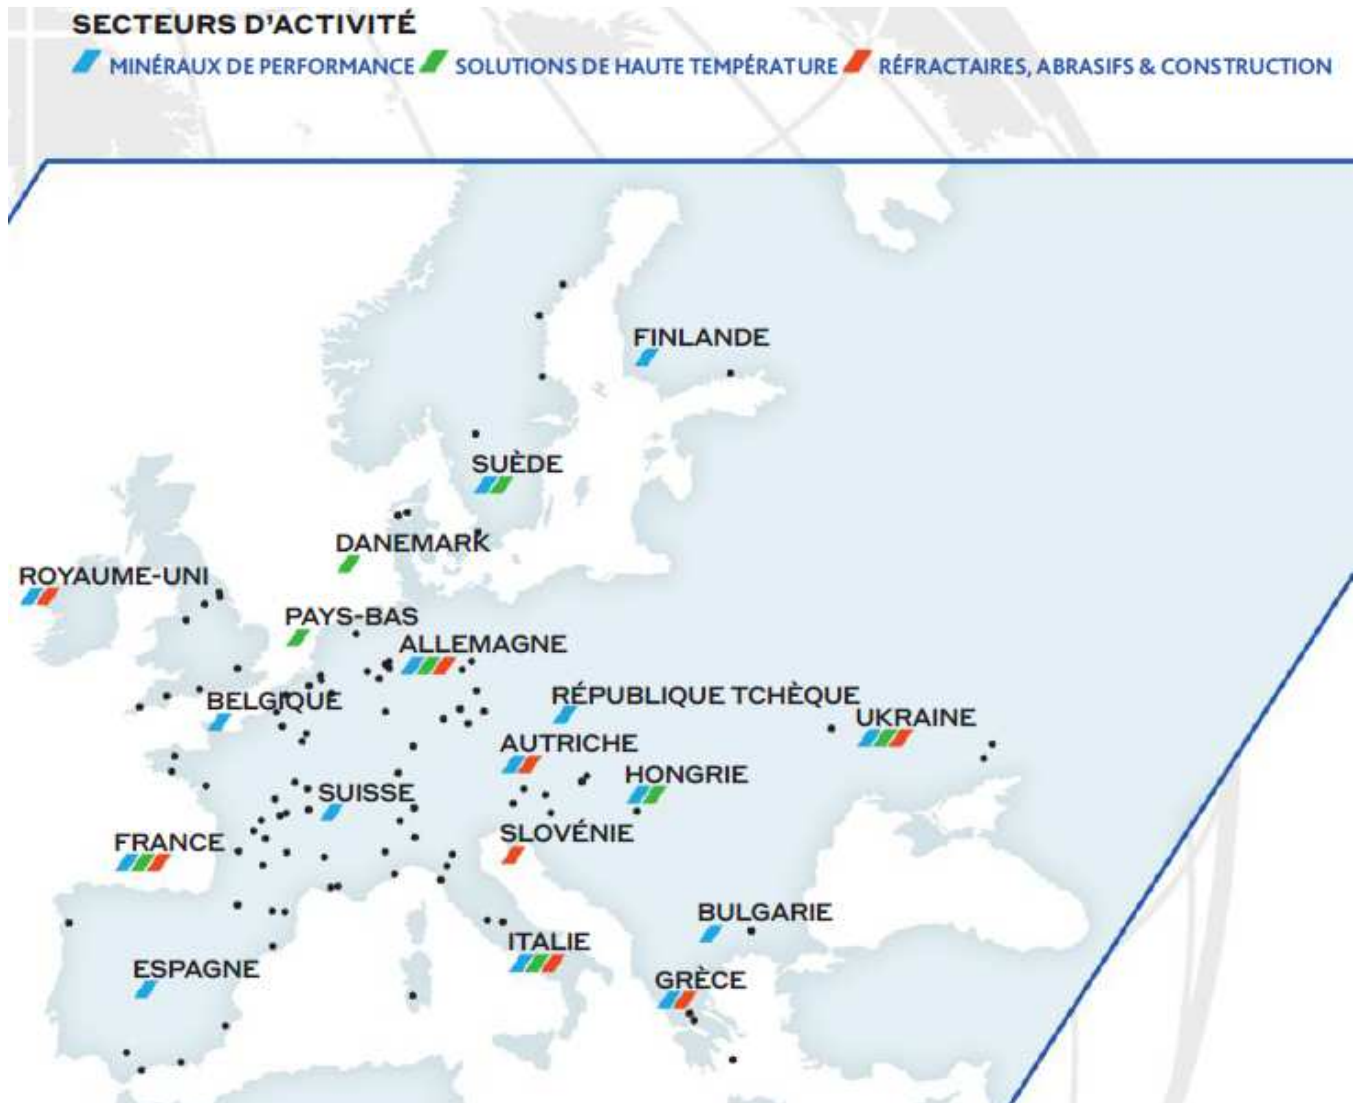 SECTEURS D'ACTIVITÉ
MINÉRAUX DE PERFORMANCE SOLUTIONS DE HAUTE TEMPÉRATURE RÉFRACTAIRES, ABRASIFS & CONSTRUCTION
FINLANDE
SUÈDE
DANEMARK
ROYAUME-UNI
PAYS-BAS
ALLEMAGNE
BELGIQUE
RÉPUBLIQUE TCHÈQUE
UKRAINE
AUTRICHE
HONGRIE
SUISSE
SLOVÉNIE
FRANCE
BULGARIE
ITALIE
ESPAGNE
GRÈCE